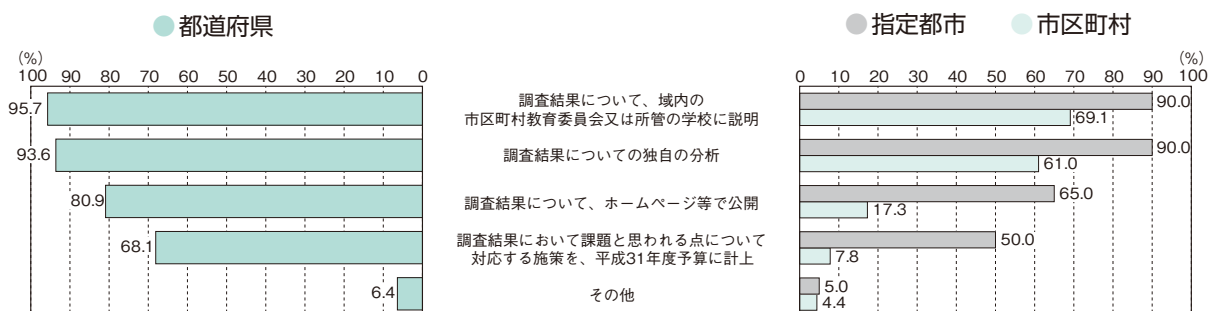 都道府県
指定都市
市区町村
(%)
100 90 80 70 60 50 40 30 20 10 0
(%)
0 10 20 30 40 50 60 70 80 90 100
95.7
調査結果について、域内の
市区町村教育委員会又は所管の学校に説明
90.0
69.1
93.6
調査結果についての独自の分析
90.0
61.0
80.9
調査結果について、ホームページ等で公開
65.0
17.3
68.1
調査結果において課題と思われる点について
対応する施策を、平成31年度予算に計上
50.0
7.8
6.4
その他
5.0
4.4